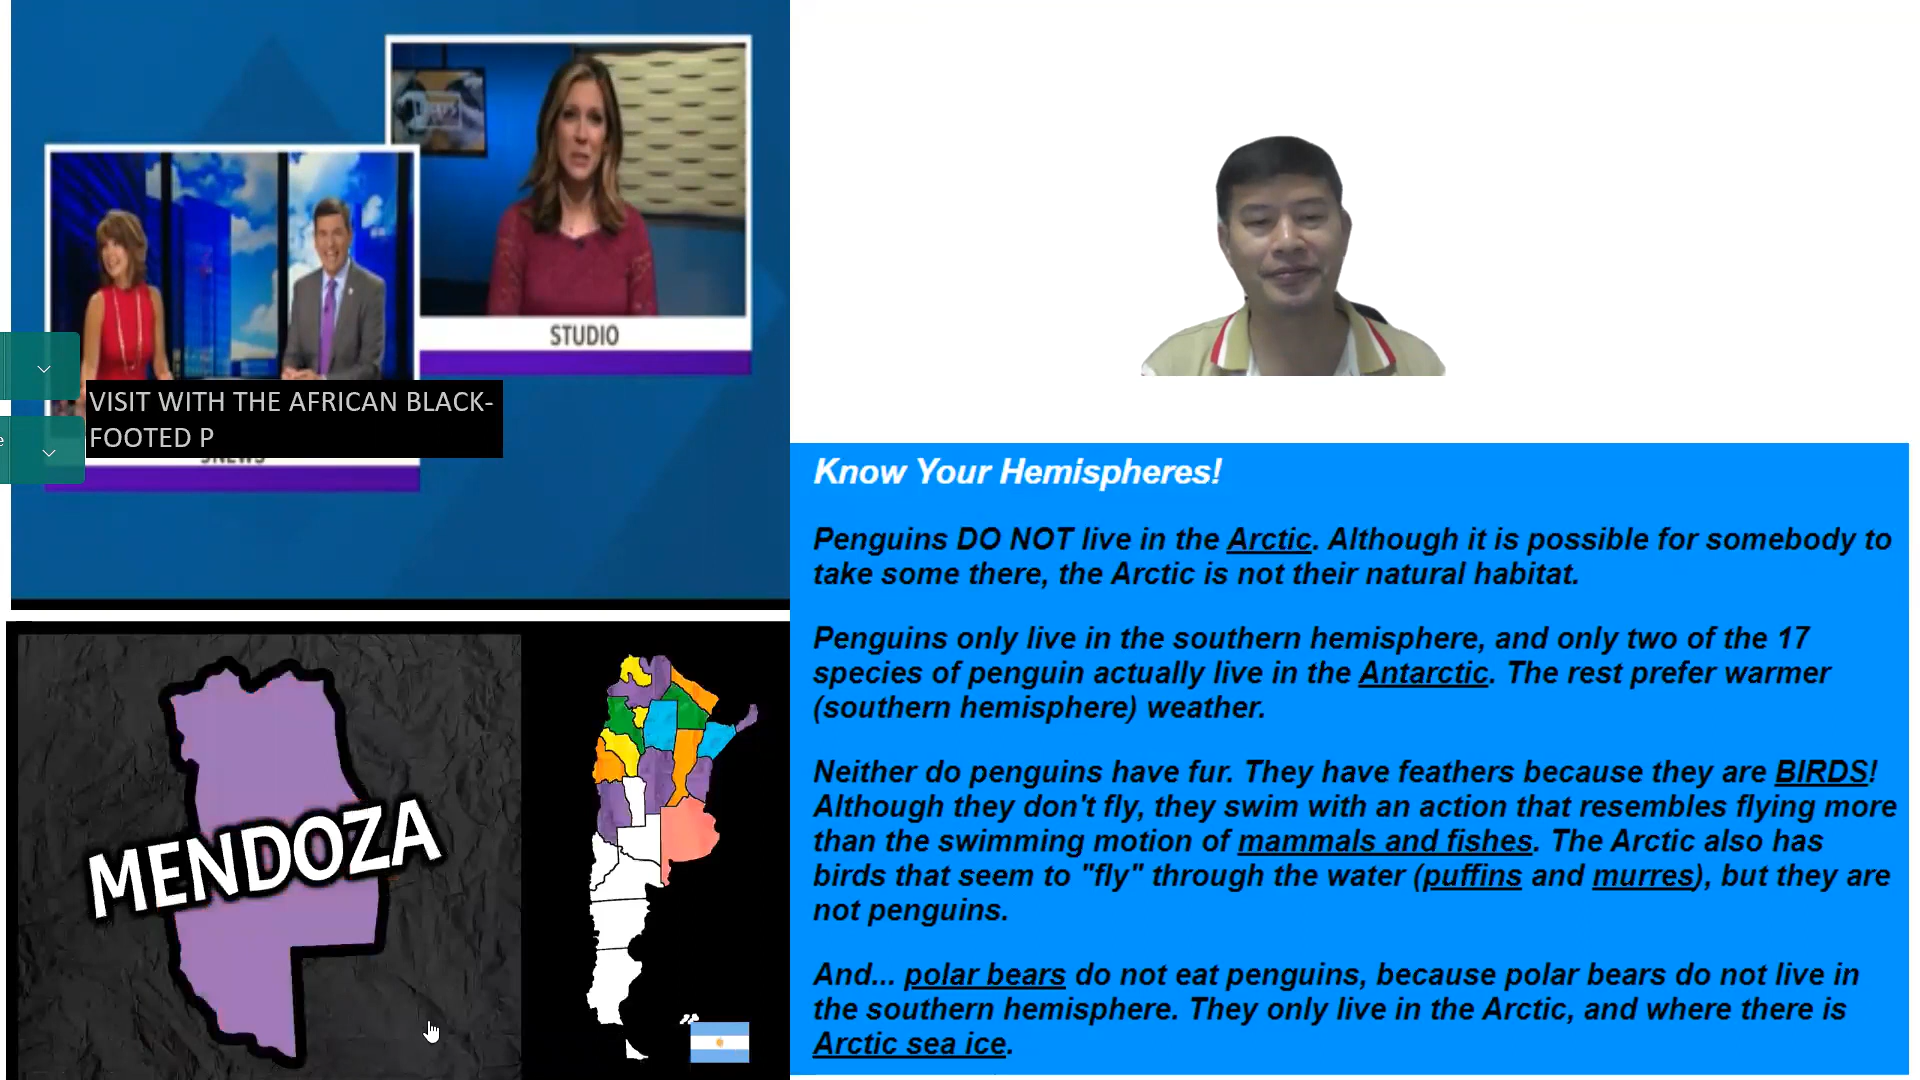 STUDIO
VISIT WITH THE AFRICAN BLACK-
FOOTED P
9NEWS
e
MENDOZA
Know Your Hemispheres!
Penguins DO NOT live in the Arctic. Although it is possible for somebody to
take some there, the Arctic is not their natural habitat.
Penguins only live in the southern hemisphere, and only two of the 17
species of penguin actually live in the Antarctic. The rest prefer warmer
(southern hemisphere) weather.
Neither do penguins have fur. They have feathers because they are BIRDS!
Although they don't fly, they swim with an action that resembles flying more
than the swimming motion of mammals and fishes. The Arctic also has
birds that seem to "fly" through the water (puffins and murres), but they are
not penguins.
And... polar bears do not eat penguins, because polar bears do not live in
the southern hemisphere. They only live in the Arctic, and where there is
Arctic sea ice.